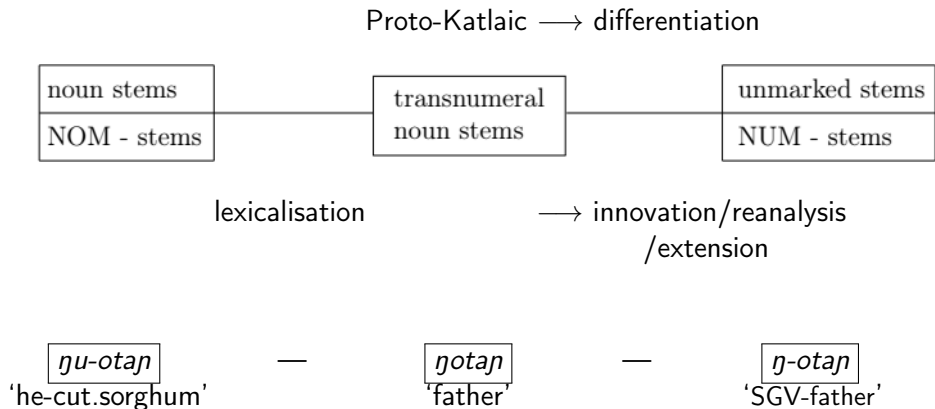 Proto-Katlaic ⟶ differentiation
noun stems
NOM - stems
transnumeral
noun stems
unmarked stems
NUM - stems
lexicalisation ⟶ innovation/reanalysis
/extension
ŋu-otaɲ — ŋotaɲ — ŋ-otaɲ
‘he-cut.sorghum’ ‘father’ ‘SGV-father’